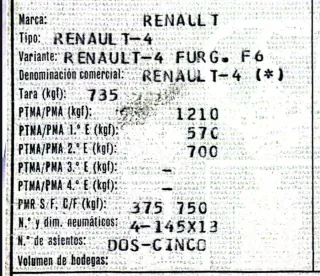 Marca: RENALLT
Tipo: RENAULT-4
Variante: RENAULT-4 FURG. F6
Denominación comercial: RENAULT-4 (*)
Tara (kgf): 735
PTMA/PMA (kgf): 1210
PTMA/PMA 1.º E (kgf): 570
PTMA/PMA 2.º E (kgf): 700
PTMA/PMA 3.º E (kgf): -
PTMA/PMA 4.º E (kgf): -
PMR S/F, C/F (kgf): 375 750
N.º y dim. neumáticos: 4-145X13
N.º de asientos: DOS-CINCO
Volumen de bodegas: